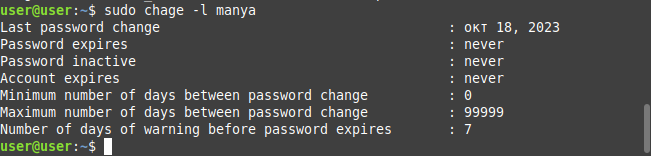 user@user:~$ sudo chage -l manya
Last password change : окт 18, 2023
Password expires : never
Password inactive : never
Account expires : never
Minimum number of days between password change : 0
Maximum number of days between password change : 99999
Number of days of warning before password expires : 7
user@user:~$